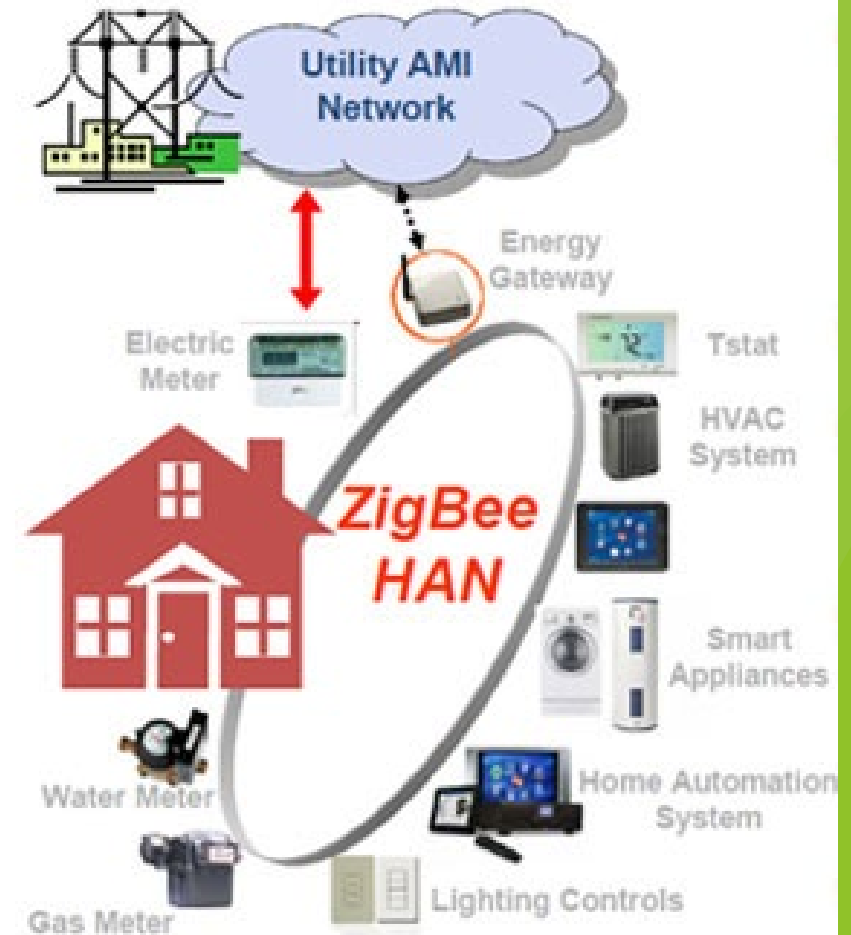 Utility AMI
Network
Energy
Gateway
Electric
Meter
Tstat
72
HVAC
System
ZigBee
HAN
Smart
Appliances
Water Meter
Home Automation
System
Lighting Controls
Gas Meter